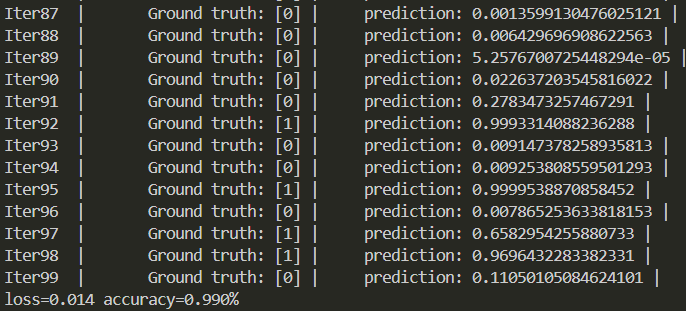 Iter87 | Ground truth: [0] | prediction: 0.0013599130476025121 |
Iter88 | Ground truth: [0] | prediction: 0.006429696908622563 |
Iter89 | Ground truth: [0] | prediction: 5.2576700725448294e-05 |
Iter90 | Ground truth: [0] | prediction: 0.022637203545816022 |
Iter91 | Ground truth: [0] | prediction: 0.2783473257467291 |
Iter92 | Ground truth: [1] | prediction: 0.9993314088236288 |
Iter93 | Ground truth: [0] | prediction: 0.009147378258935813 |
Iter94 | Ground truth: [0] | prediction: 0.009253808559501293 |
Iter95 | Ground truth: [1] | prediction: 0.9999538870858452 |
Iter96 | Ground truth: [0] | prediction: 0.007865253633818153 |
Iter97 | Ground truth: [1] | prediction: 0.6582954255880733 |
Iter98 | Ground truth: [1] | prediction: 0.9696432283382331 |
Iter99 | Ground truth: [0] | prediction: 0.11050105084624101 |
loss=0.014 accuracy=0.990%